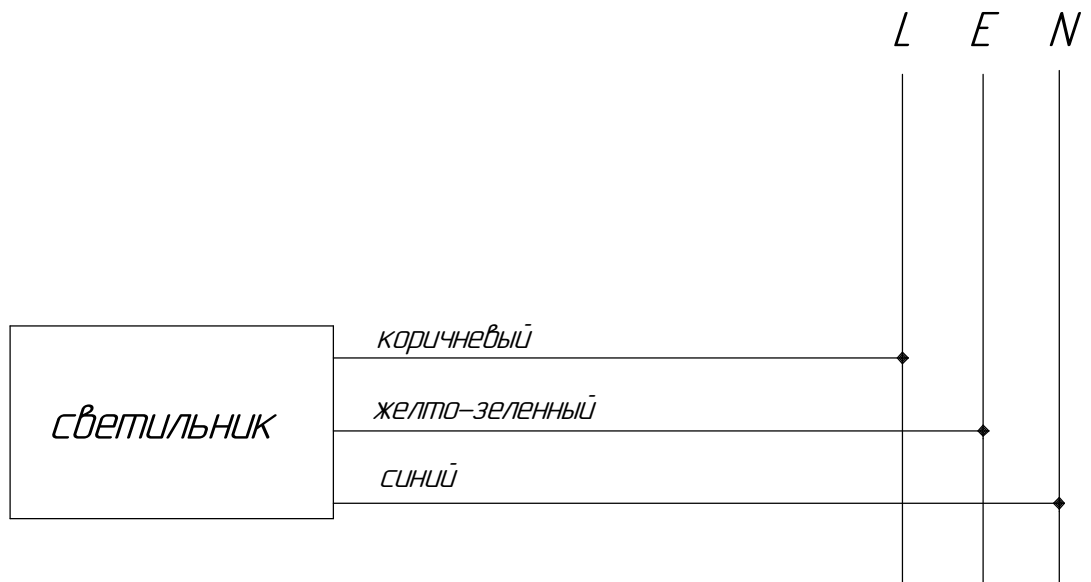 L E N
коричневый
желто-зеленный
светильник
синий